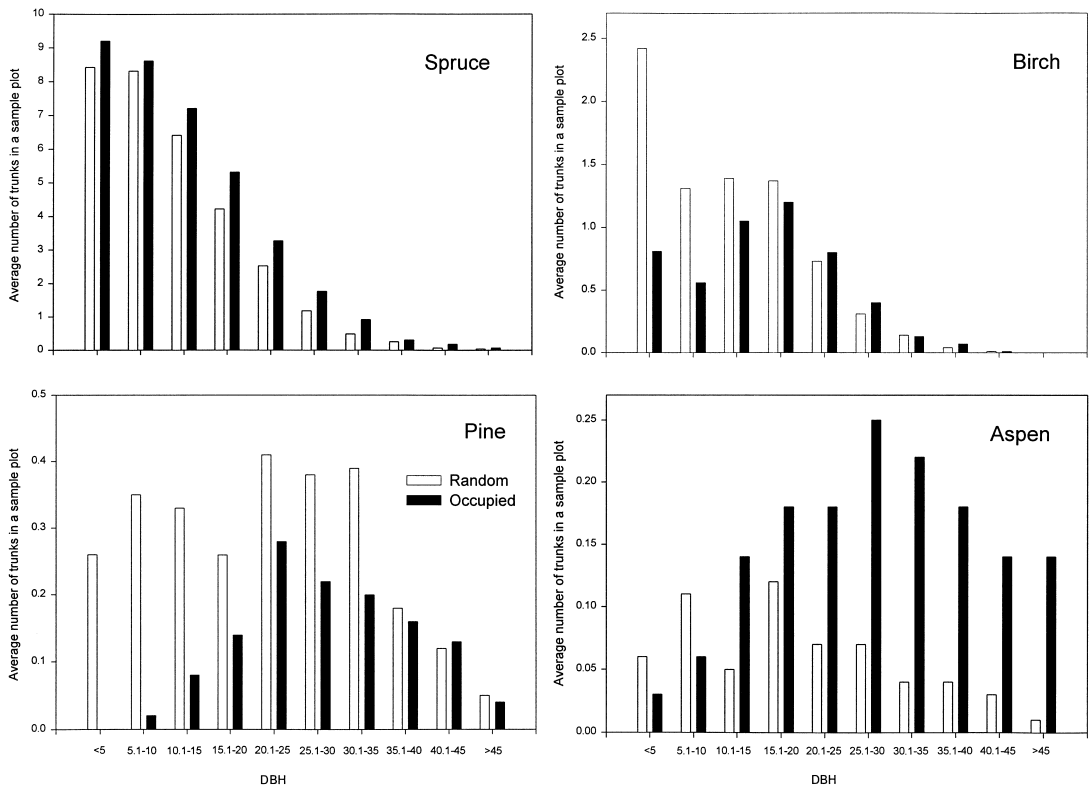 Spruce
Average number of trunks in a sample plot
10
9
8
7
6
5
4
3
2
1
0
Birch
Average number of trunks in a sample plot
2.5
2.0
1.5
1.0
0.5
0.0
Pine
Random
Occupied
Average number of trunks in a sample plot
0.5
0.4
0.3
0.2
0.1
0.0
<5 5.1-10 10.1-15 15.1-20 20.1-25 25.1-30 30.1-35 35.1-40 40.1-45 >45
DBH
Aspen
Average number of trunks in a sample plot
0.25
0.20
0.15
0.10
0.05
0.00
<5 5.1-10 10.1-15 15.1-20 20.1-25 25.1-30 30.1-35 35.1-40 40.1-45 >45
DBH